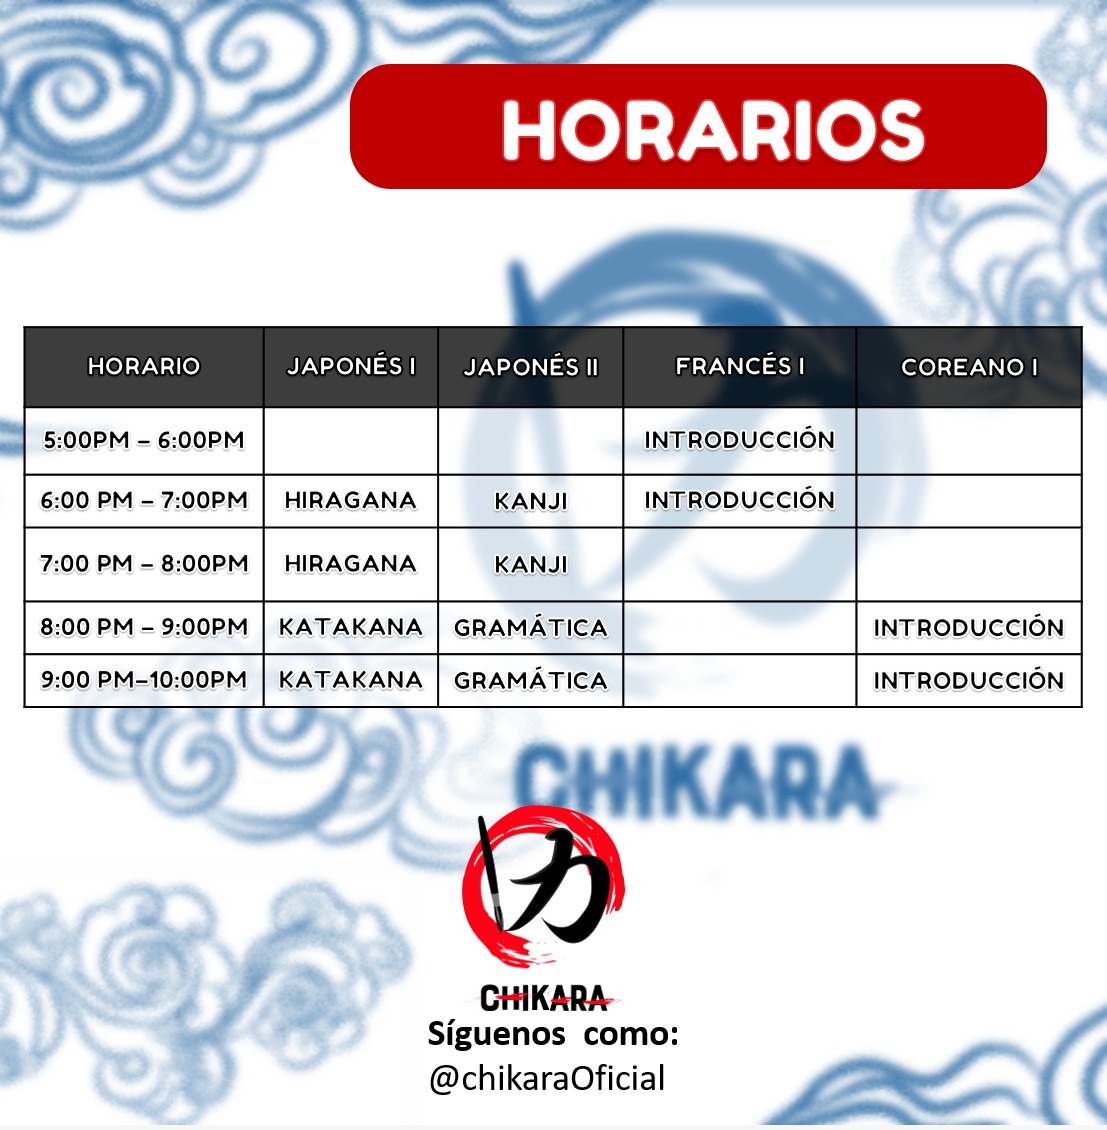 HORARIOS
HORARIO JAPONÉS I JAPONÉS II FRANCÉS I COREANO I
5:00PM – 6:00PM INTRODUCCIÓN
6:00 PM – 7:00PM HIRAGANA KANJI INTRODUCCIÓN
7:00 PM – 8:00PM HIRAGANA KANJI
8:00 PM – 9:00PM KATAKANA GRAMÁTICA INTRODUCCIÓN
9:00 PM–10:00PM KATAKANA GRAMÁTICA INTRODUCCIÓN
CHIKARA
力
CHIKARA
Síguenos como:
@chikaraOficial